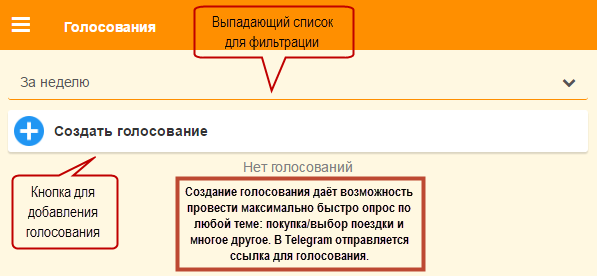 Голосования
Выпадающий список
для фильтрации
За неделю
Создать голосование
Нет голосований
Кнопка для
добавления
голосования
Создание голосования даёт возможность
провести максимально быстро опрос по
любой теме: покупка/выбор поездки и
многое другое. В Telegram отправляется
ссылка для голосования.